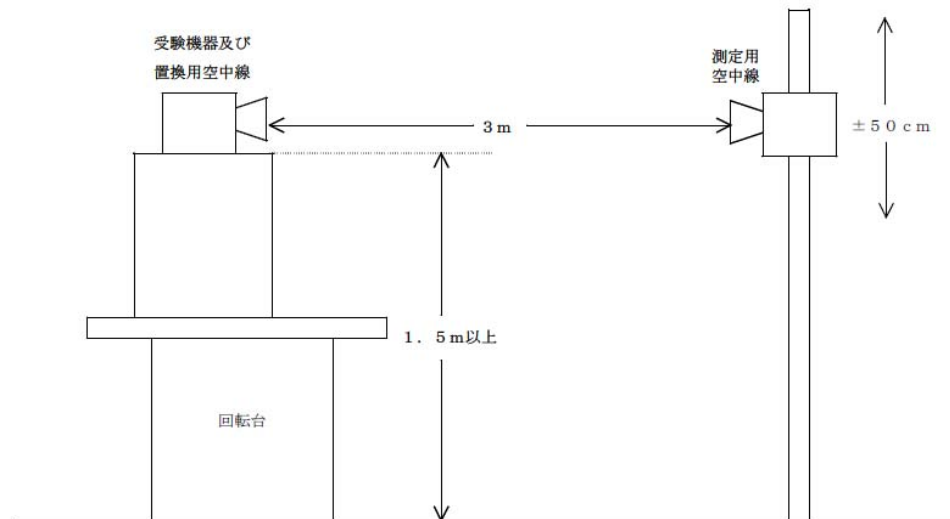 受験機器及び
置換用空中線
測定用
空中線
3m
±50cm
1．5m以上
回転台